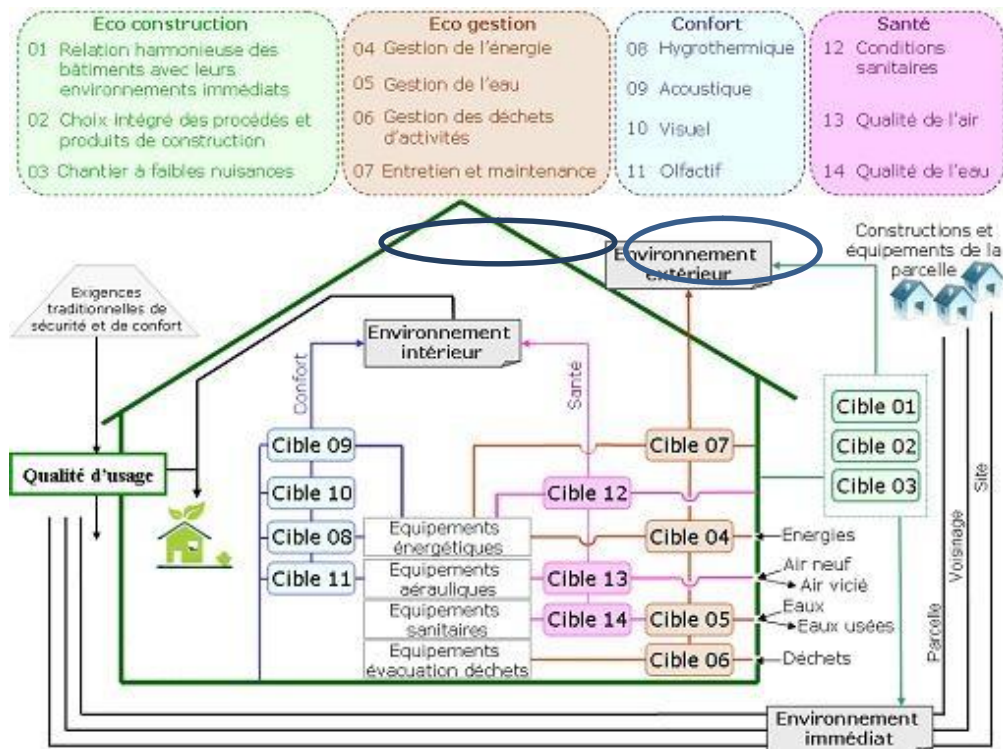 Eco construction
01 Relation harmonieuse des
bâtiments avec leurs
environnements immédiats
02 Choix intégré des procédés et
produits de construction
03 Chantier à faibles nuisances
Eco gestion
04 Gestion de l'énergie
05 Gestion de l'eau
06 Gestion des déchets
d'activités
07 Entretien et maintenance
Confort
08 Hygrothermique
09 Acoustique
10 Visuel
11 Olfactif
Santé
12 Conditions
sanitaires
13 Qualité de l'air
14 Qualité de l'eau
Exigences
traditionnelles de
sécurité et de confort
Environnement
extérieur
Constructions et
équipements de la
parcelle
Environnement
intérieur
Confort
Santé
Qualité d'usage
Cible 09
Cible 10
Cible 08
Cible 11
Equipements
énergétiques
Equipements
aérauliques
Equipements
sanitaires
Equipements
évacuation déchets
Cible 12
Cible 13
Cible 14
Cible 07
Cible 04
Cible 05
Cible 06
Energies
Air neuf
Air vicié
Eaux
Eaux usées
Déchets
Cible 01
Cible 02
Cible 03
Parcelle
Voisinage
Site
Environnement
immédiat